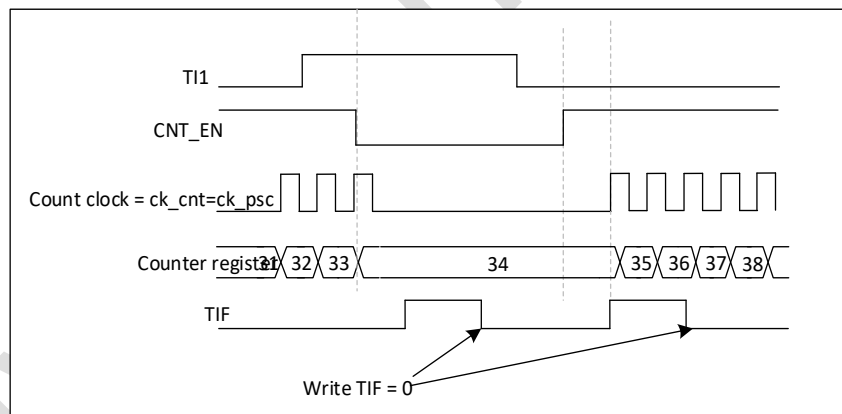 TI1
CNT_EN
Count clock = ck_cnt=ck_psc
Counter register 31 32 33 34 35 36 37 38
TIF
Write TIF = 0